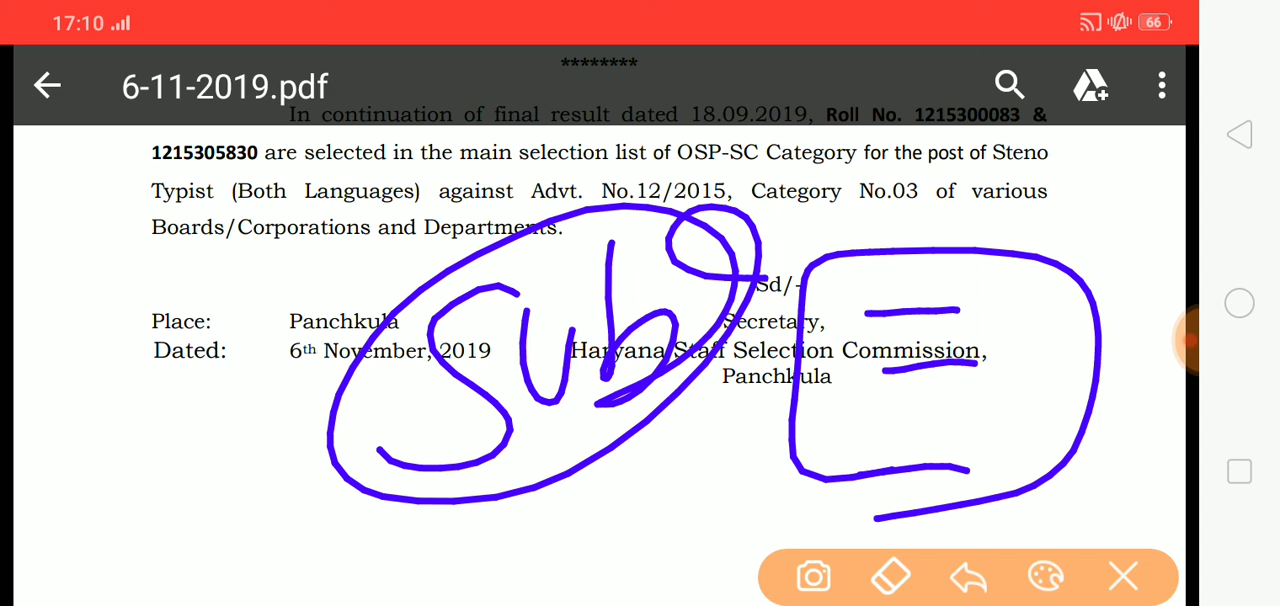 17:10
66
6-11-2019.pdf
********
In continuation of final result dated 18.09.2019, Roll No. 1215300083 &
1215305830 are selected in the main selection list of OSP-SC Category for the post of Steno
Typist (Both Languages) against Advt. No.12/2015, Category No.03 of various
Boards/Corporations and Departments.
Sub
Sd/-
Place: Panchkula Secretary,
Dated: 6th November, 2019 Haryana Staff Selection Commission,
Panchkula